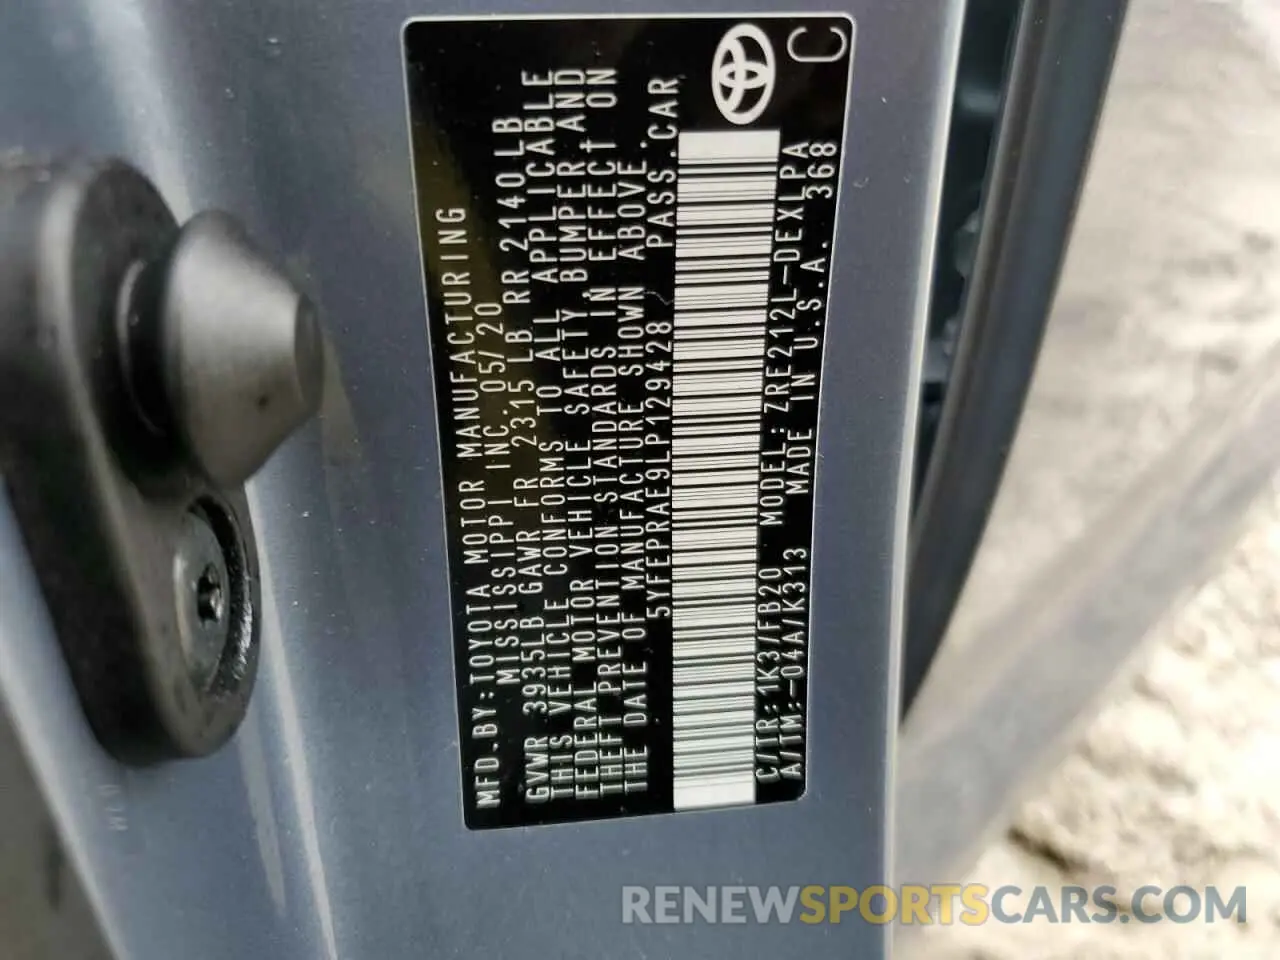 MFD.BY:TOYOTA MOTOR MANUFACTURING
MISSISSIPPI INC. 05/20
GVWR 3935LB GAWR FR 2315LB RR 2140LB
THIS VEHICLE CONFORMS TO ALL APPLICABLE
FEDERAL MOTOR VEHICLE SAFETY BUMPER AND
THEFT PREVENTION STANDARDS IN EFFECT ON
THE DATE OF MANUFACTURE SHOWN ABOVE.
5YFEPRAE9LP129428 PASS.CAR
C/TR:1K3/FB20 MODEL:ZRE212L-DEXLPA
A/TM:-04A/K313 MADE IN U.S.A. 368
C
RENEWSPORTSCARS.COM